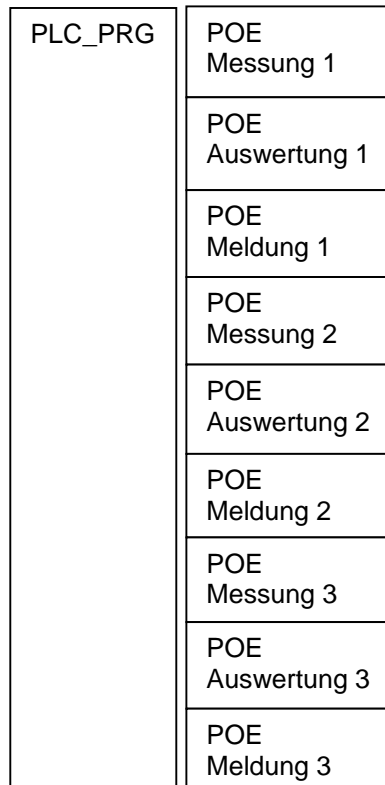 PLC_PRG
POE
Messung 1
POE
Auswertung 1
POE
Meldung 1
POE
Messung 2
POE
Auswertung 2
POE
Meldung 2
POE
Messung 3
POE
Auswertung 3
POE
Meldung 3